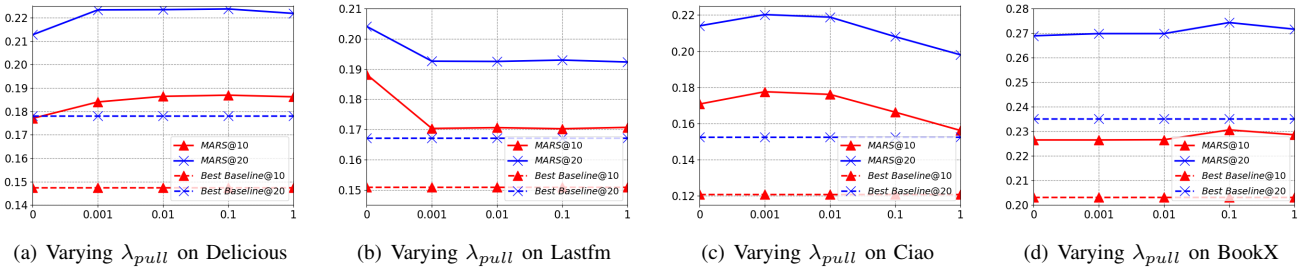 0.22
0.21
0.20
0.19
0.18
0.17
0.16
0.15
0.14
0 0.001 0.01 0.1 1
MARS@10
MARS@20
Best Baseline@10
Best Baseline@20
(a) Varying λpull on Delicious
0.21
0.20
0.19
0.18
0.17
0.16
0.15
0 0.001 0.01 0.1 1
MARS@10
MARS@20
Best Baseline@10
Best Baseline@20
(b) Varying λpull on Lastfm
0.22
0.20
0.18
0.16
0.14
0.12
0 0.001 0.01 0.1 1
MARS@10
MARS@20
Best Baseline@10
Best Baseline@20
(c) Varying λpull on Ciao
0.28
0.27
0.26
0.25
0.24
0.23
0.22
0.21
0.20
0 0.001 0.01 0.1 1
MARS@10
MARS@20
Best Baseline@10
Best Baseline@20
(d) Varying λpull on BookX